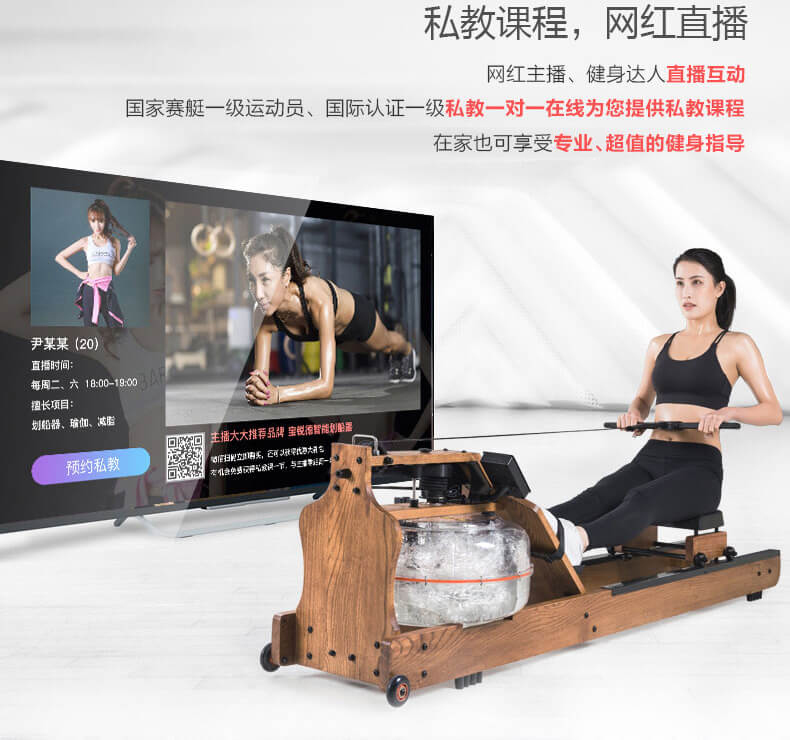 私教课程，网红直播
网红主播、健身达人直播互动
国家赛艇一级运动员、国际认证一级私教一对一在线为您提供私教课程
在家也可享受专业、超值的健身指导
尹某某 (20)
直播时间：
每周二、六 18:00-19:00
擅长项目：
划船器、瑜伽、减脂
预约私教
主播大大推荐品牌
智能划船器